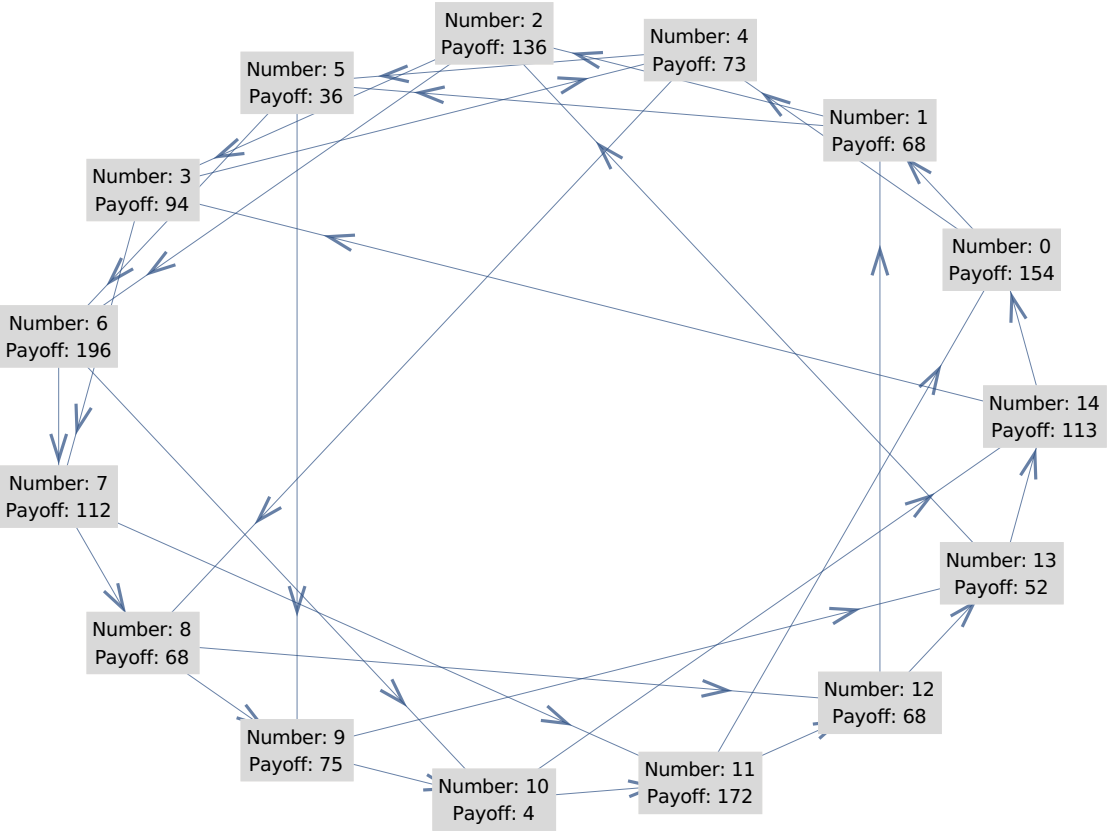 Number: 2
Payoff: 136
Number: 4
Payoff: 73
Number: 5
Payoff: 36
Number: 1
Payoff: 68
Number: 3
Payoff: 94
Number: 0
Payoff: 154
Number: 6
Payoff: 196
Number: 14
Payoff: 113
Number: 7
Payoff: 112
Number: 13
Payoff: 52
Number: 8
Payoff: 68
Number: 12
Payoff: 68
Number: 9
Payoff: 75
Number: 11
Payoff: 172
Number: 10
Payoff: 4